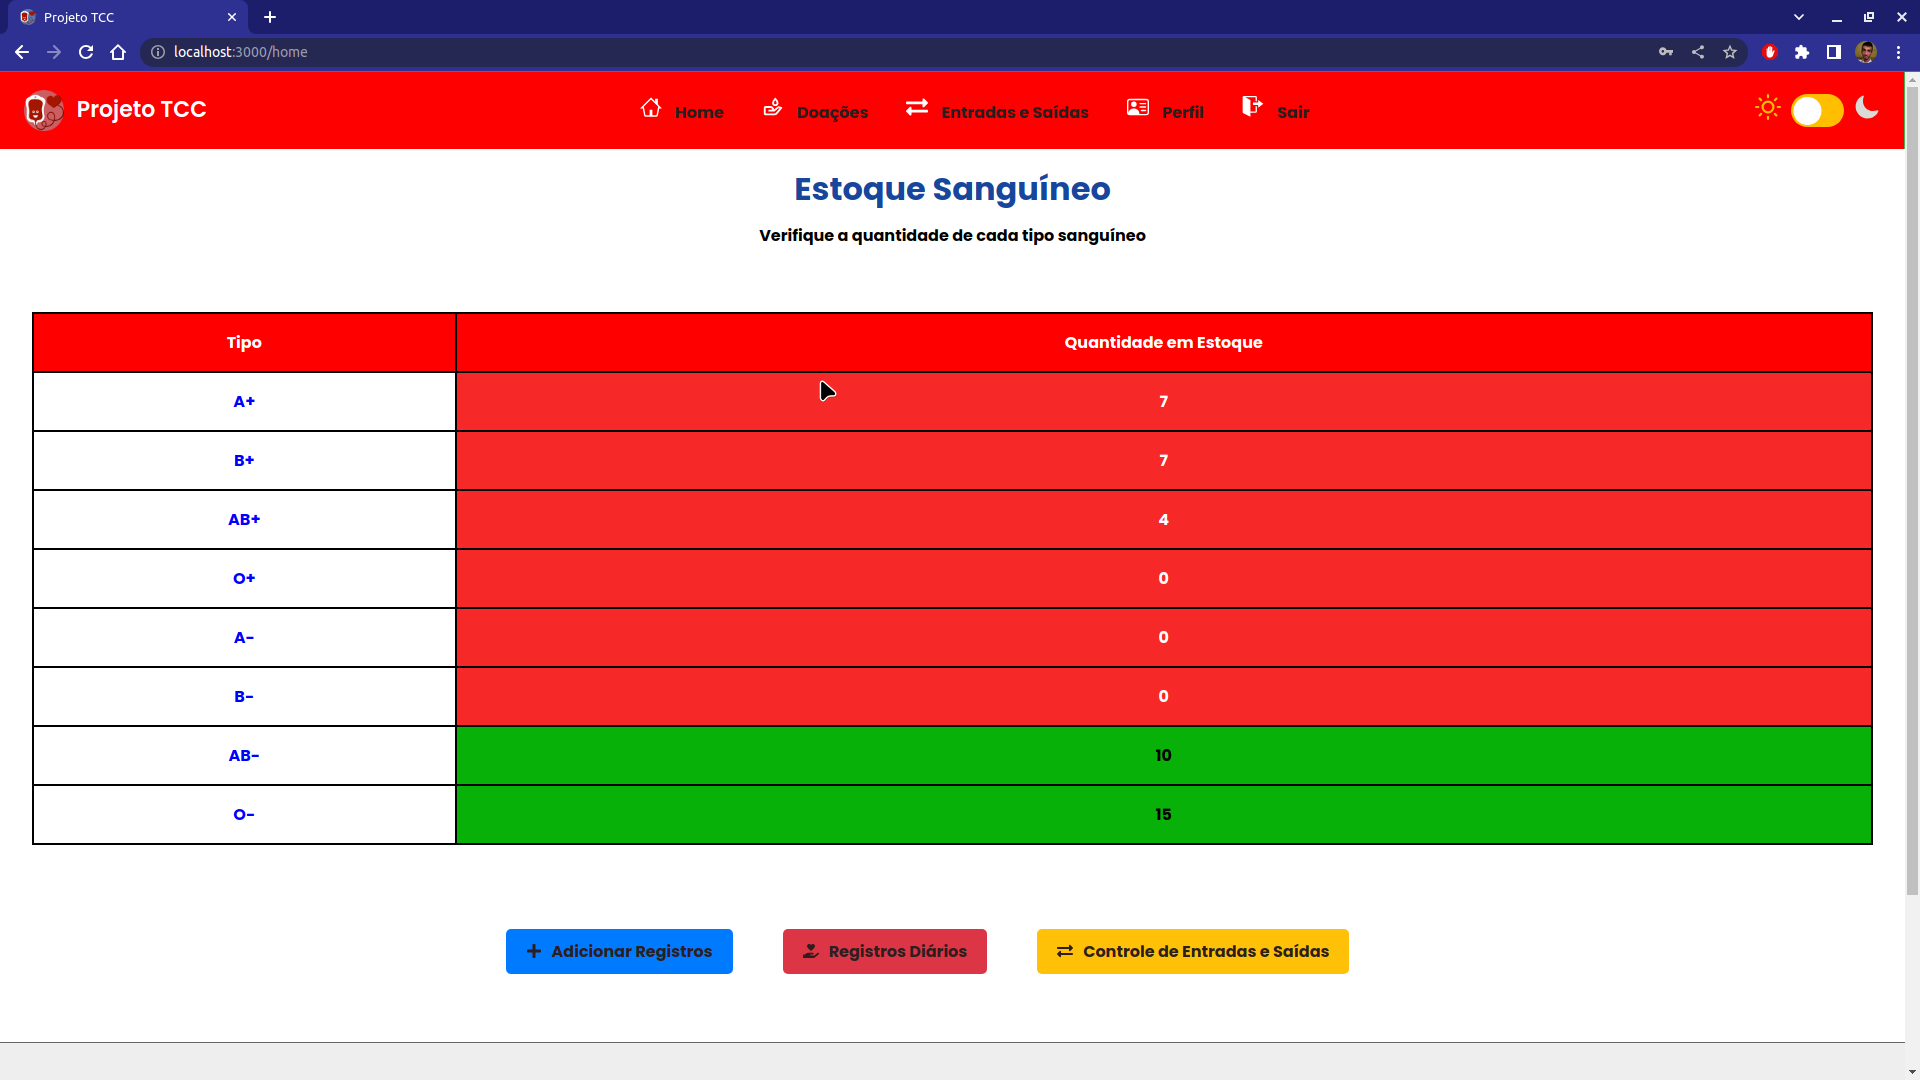 Projeto TCC
localhost:3000/home
Projeto TCC
Home Doações Entradas e Saídas Perfil Sair
Estoque Sanguíneo
Verifique a quantidade de cada tipo sanguíneo
Tipo Quantidade em Estoque
A+ 7
B+ 7
AB+ 4
O+ 0
A- 0
B- 0
AB- 10
O- 15
Adicionar Registros Registros Diários Controle de Entradas e Saídas